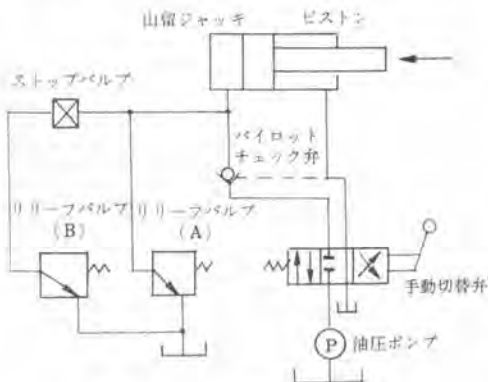 山留ジャッキ
ピストン
ストップバルブ
パイロット
チェック弁
リリーフバルブ
(B)
リリーフバルブ
(A)
手動切替弁
P
油圧ポンプ